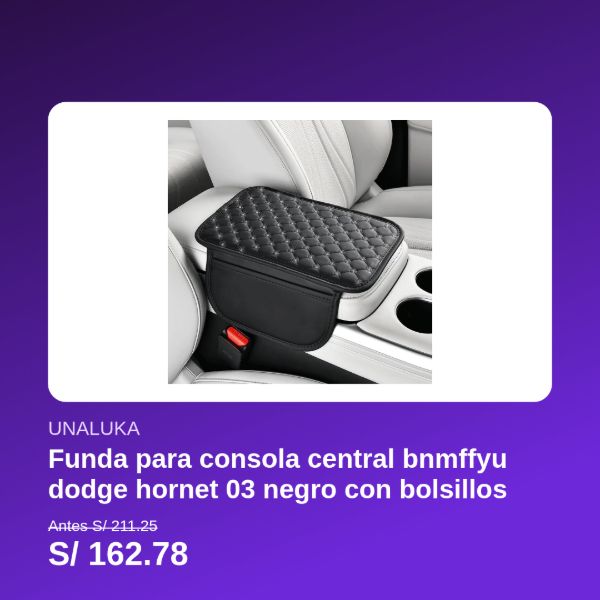 UNALUKA
Funda para consola central bnmffyu
dodge hornet 03 negro con bolsillos
Antes S/ 211.25
S/ 162.78